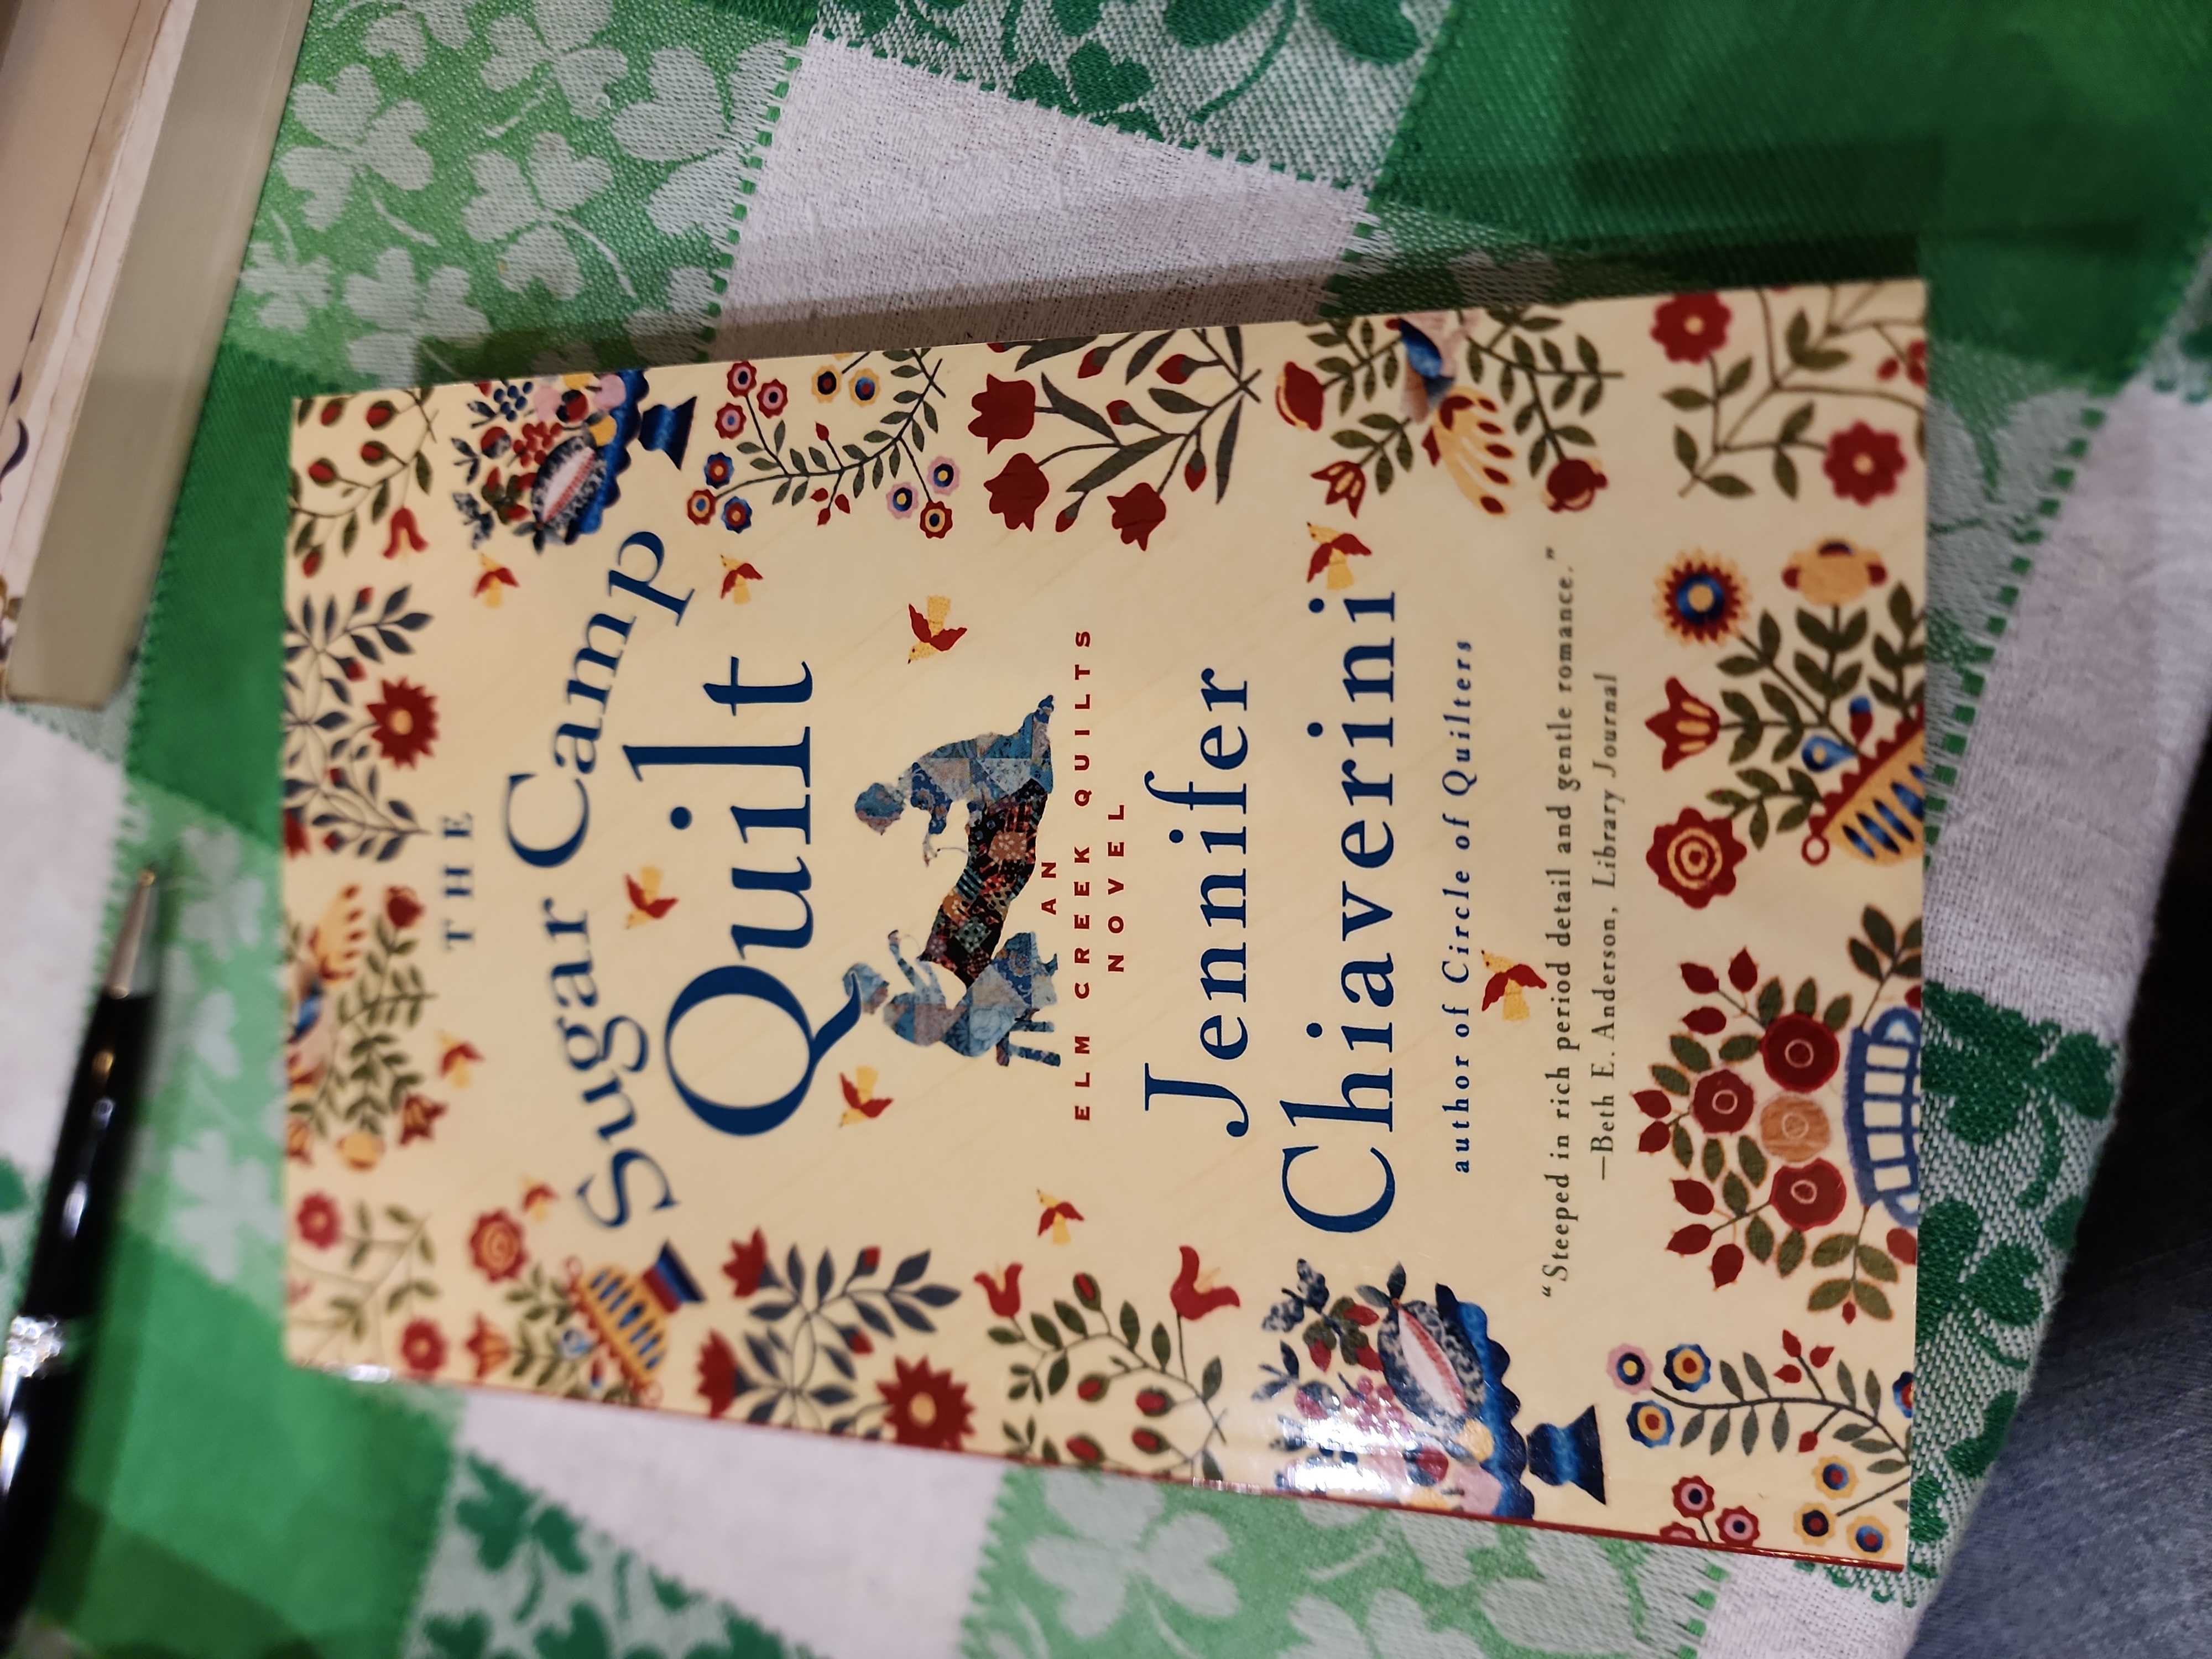 THE
Sugar Camp
Quilt
AN
ELM CREEK QUILTS
NOVEL
Jennifer
Chiaverini
author of Circle of Quilters
“Steeped in rich period detail and gentle romance.”
—Beth E. Anderson, Library Journal